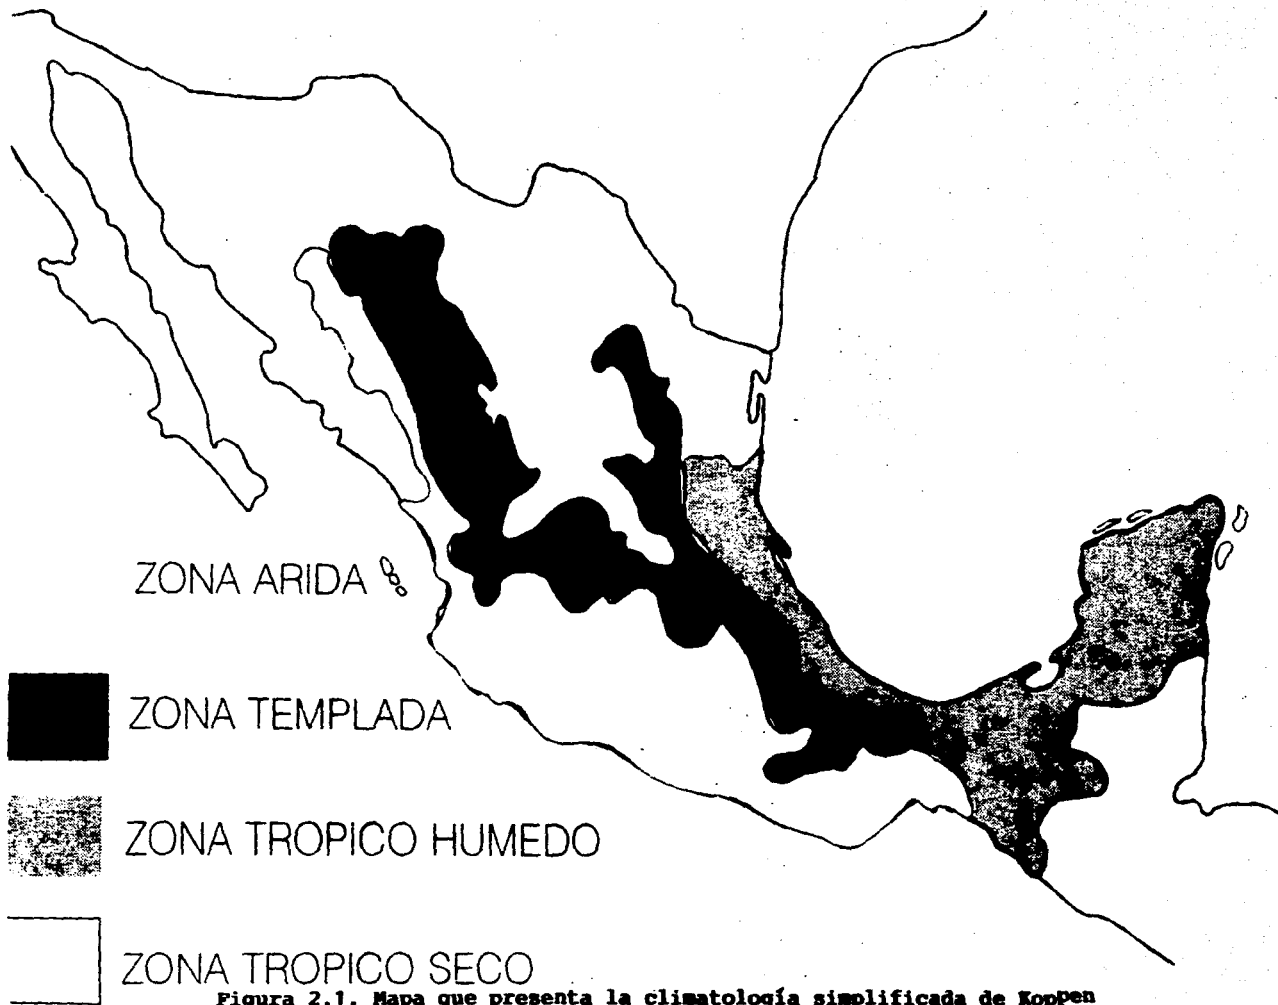 ZONA ARIDA
ZONA TEMPLADA
ZONA TROPICO HUMEDO
ZONA TROPICO SECO
Figura 2.1. Mapa que presenta la climatología simplificada de Koppen